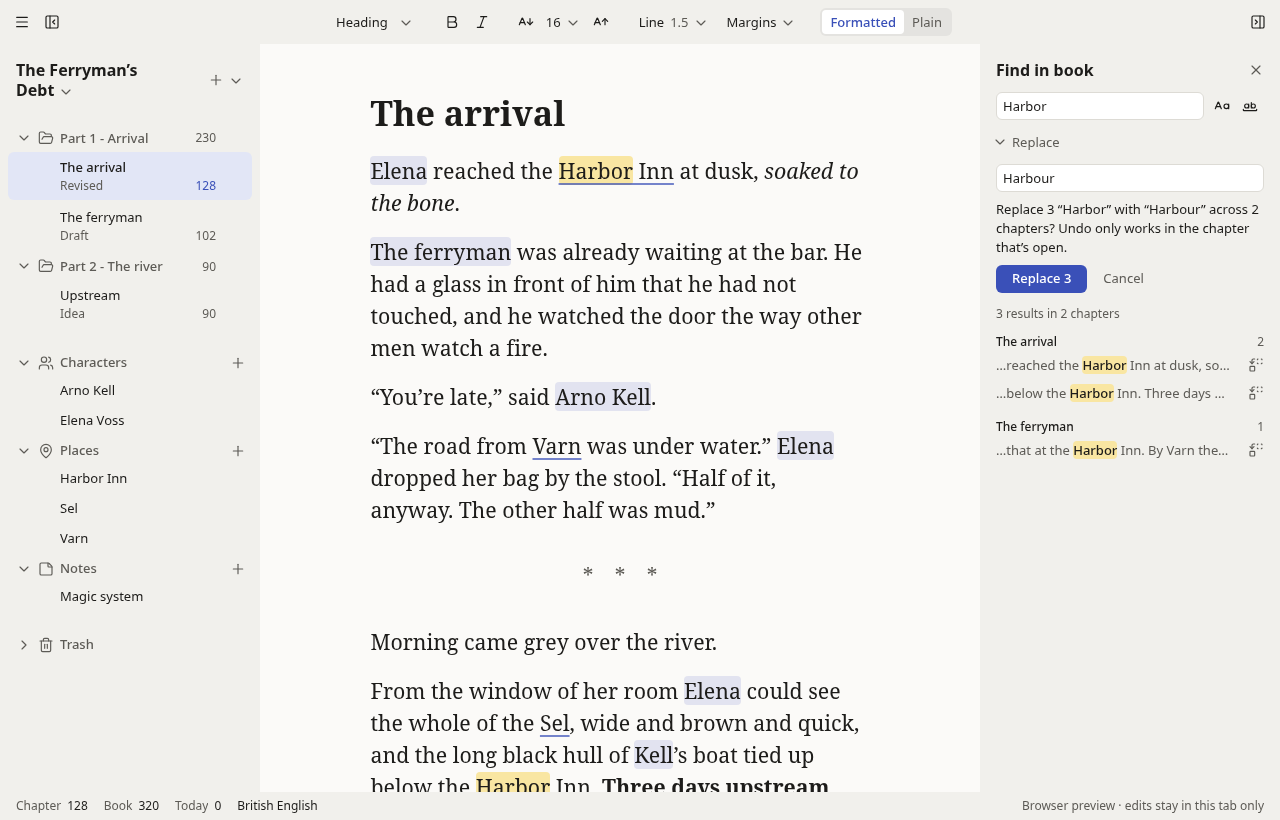 Heading
B I
16
Line 1.5
Margins
Formatted
Plain
The Ferryman’s
Debt
Part 1 - Arrival 230
The arrival
Revised 128
The ferryman
Draft 102
Part 2 - The river 90
Upstream
Idea 90
Characters
Arno Kell
Elena Voss
Places
Harbor Inn
Sel
Varn
Notes
Magic system
Trash
The arrival
Elena reached the Harbor Inn at dusk, soaked to
the bone.
The ferryman was already waiting at the bar. He
had a glass in front of him that he had not
touched, and he watched the door the way other
men watch a fire.
“You’re late,” said Arno Kell.
“The road from Varn was under water.” Elena
dropped her bag by the stool. “Half of it,
anyway. The other half was mud.”
* * *
Morning came grey over the river.
From the window of her room Elena could see
the whole of the Sel, wide and brown and quick,
and the long black hull of Kell’s boat tied up
below the Harbor Inn. Three days upstream
Find in book
Harbor
Aa ab
Replace
Harbour
Replace 3 “Harbor” with “Harbour” across 2
chapters? Undo only works in the chapter
that’s open.
Replace 3
Cancel
3 results in 2 chapters
The arrival 2
…reached the Harbor Inn at dusk, so…
…below the Harbor Inn. Three days …
The ferryman 1
…that at the Harbor Inn. By Varn the…
Chapter 128 Book 320 Today 0 British English
Browser preview · edits stay in this tab only